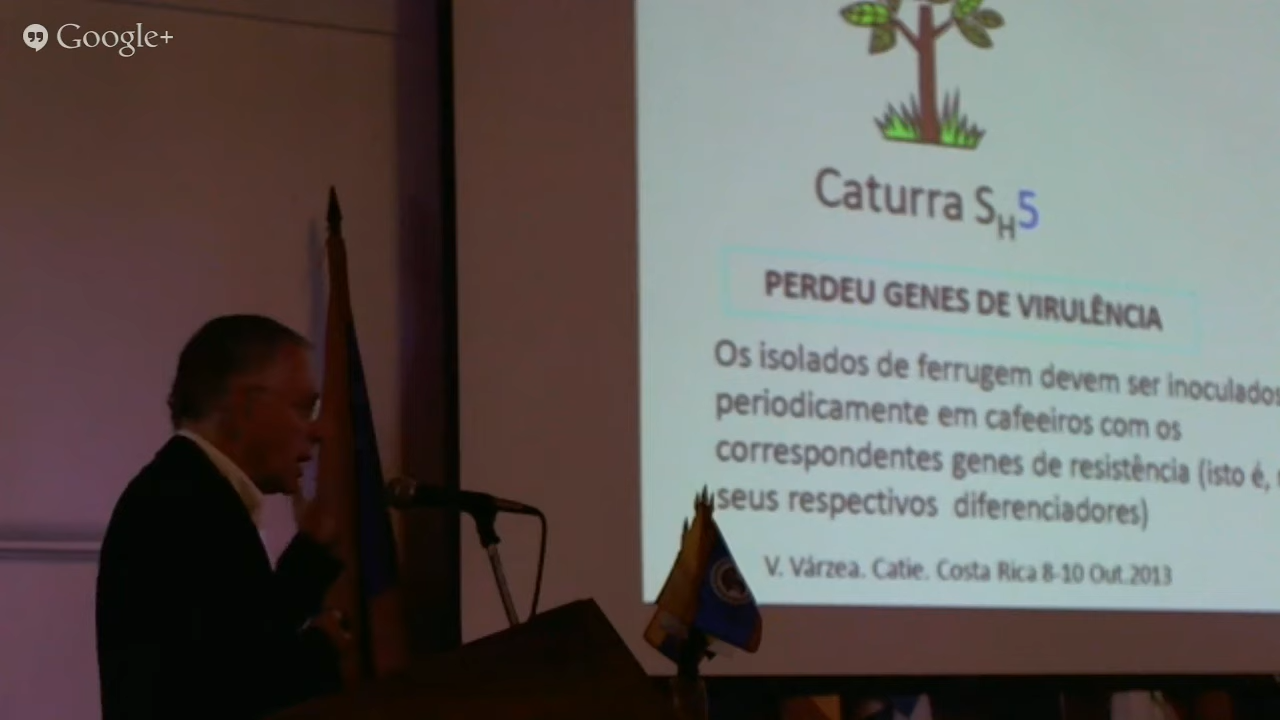 Google+
Caturra SH5
PERDEU GENES DE VIRULÊNCIA
Os isolados de ferrugem devem ser inoculados
periodicamente em cafeeiros com os
correspondentes genes de resistência (isto é,
seus respectivos diferenciadores)
V. Várzea. Catie. Costa Rica 8-10 Out.2013